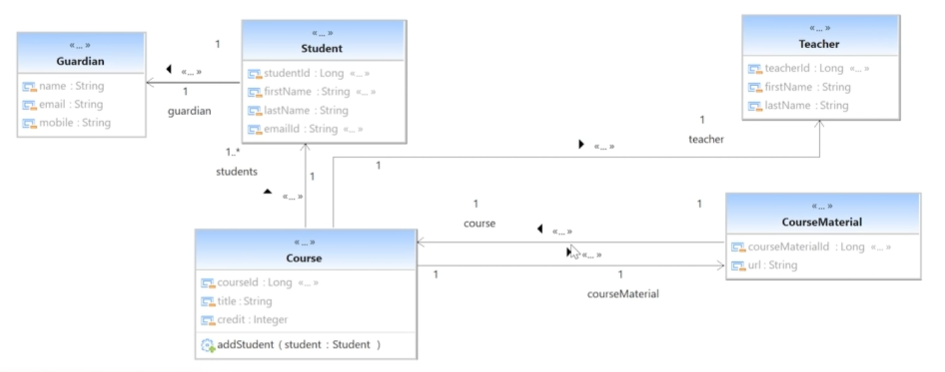 «... »
Guardian
name : String
email : String
mobile : String
1
«... »
1
guardian
«... »
Student
studentId : Long «... »
firstName : String «... »
lastName : String
emailId : String «... »
«... »
Teacher
teacherId : Long «... »
firstName : String
lastName : String
1..*
students
1
«... »
1
«... »
1
teacher
1
course
«... »
1
«... »
1
1
courseMaterial
«... »
CourseMaterial
courseMaterialId : Long «... »
url : String
«... »
Course
courseId : Long «... »
title : String
credit : Integer
addStudent ( student : Student )